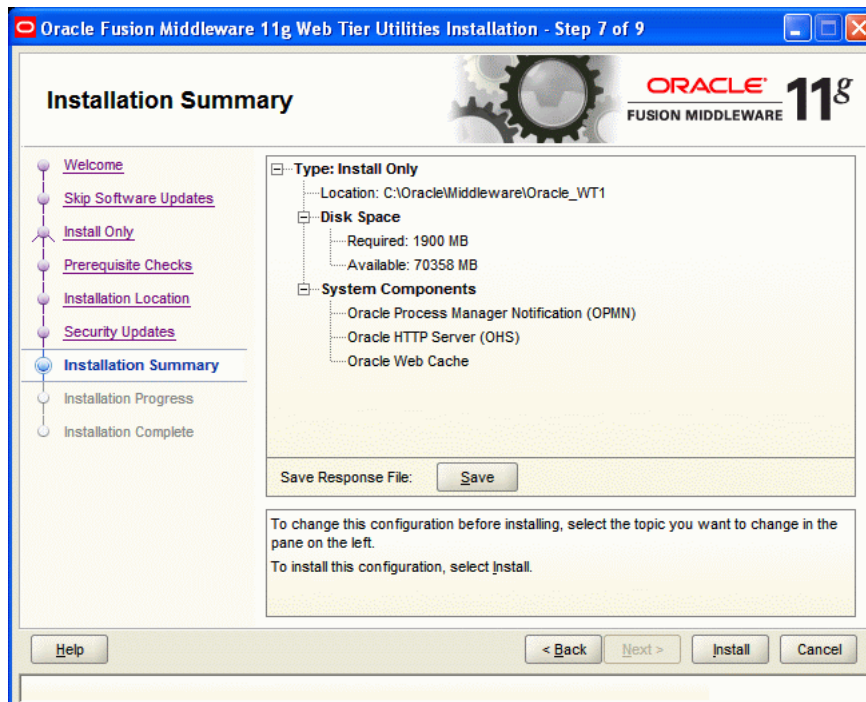 Oracle Fusion Middleware 11g Web Tier Utilities Installation - Step 7 of 9
Installation Summary
ORACLE
FUSION MIDDLEWARE
11g
Welcome
Skip Software Updates
Install Only
Prerequisite Checks
Installation Location
Security Updates
Installation Summary
Installation Progress
Installation Complete
Type: Install Only
Location: C:\Oracle\Middleware\Oracle_WT1
Disk Space
Required: 1900 MB
Available: 70358 MB
System Components
Oracle Process Manager Notification (OPMN)
Oracle HTTP Server (OHS)
Oracle Web Cache
Save Response File: Save
To change this configuration before installing, select the topic you want to change in the
pane on the left.
To install this configuration, select Install.
Help < Back Next > Install Cancel